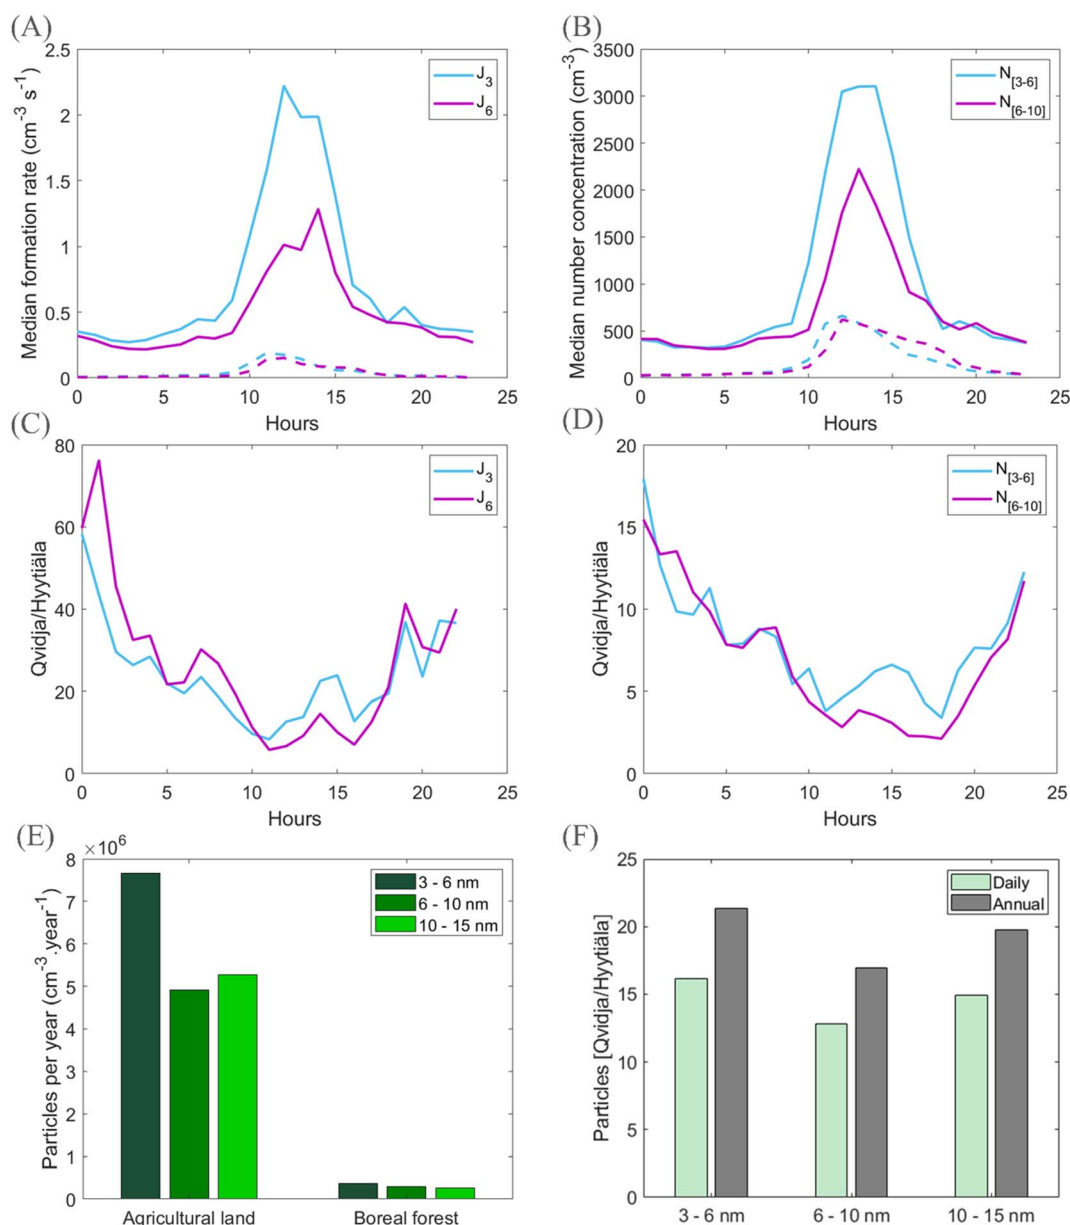 (A)
Median formation rate (cm-3 s-1)
2.5
2
1.5
1
0.5
0
0 5 10 15 20 25
Hours
J3
J6
(B)
Median number concentration (cm-3)
3500
3000
2500
2000
1500
1000
500
0
0 5 10 15 20 25
Hours
N[3-6]
N[6-10]
(C)
Qvidja/Hyytiäla
80
60
40
20
0
0 5 10 15 20 25
Hours
J3
J6
(D)
Qvidja/Hyytiäla
20
15
10
5
0
0 5 10 15 20 25
Hours
N[3-6]
N[6-10]
(E)
×10 6
Particles per year (cm-3.year-1)
8
7
6
5
4
3
2
1
0
Agricultural land Boreal forest
3 - 6 nm
6 - 10 nm
10 - 15 nm
(F)
Particles [Qvidja/Hyytiäla]
25
20
15
10
5
0
3 - 6 nm 6 - 10 nm 10 - 15 nm
Daily
Annual